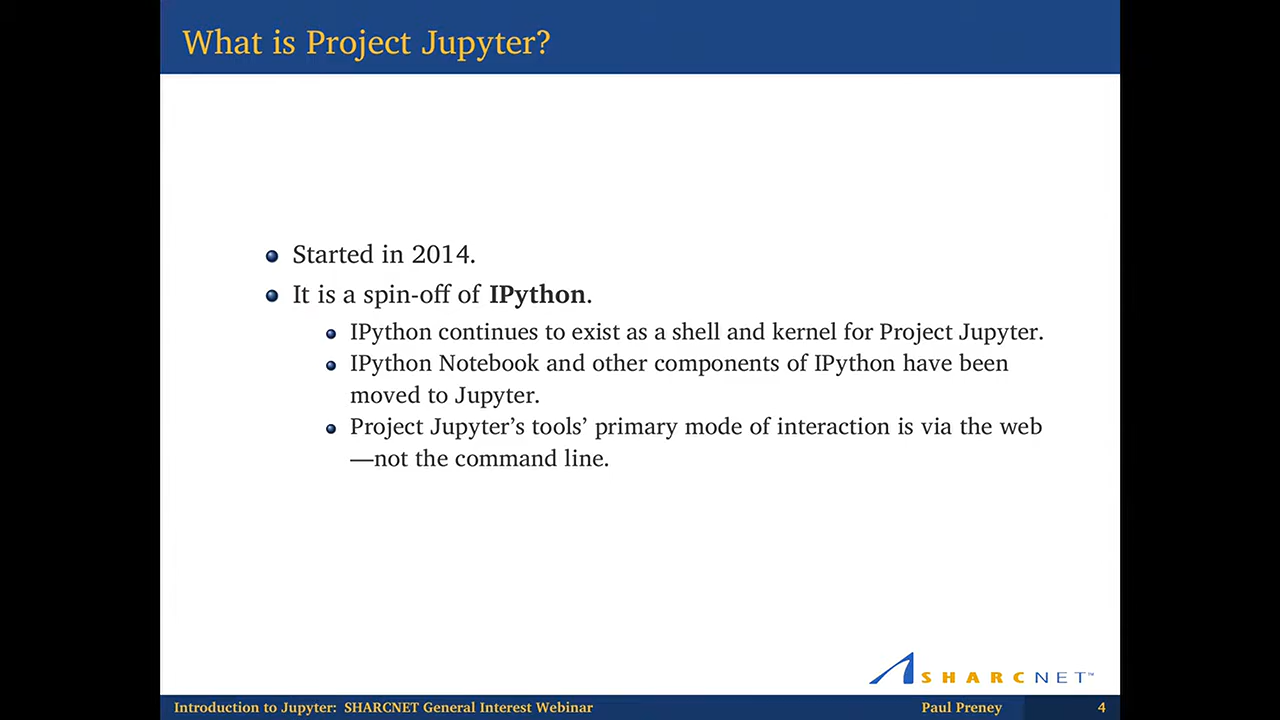 What is Project Jupyter?
Started in 2014.
It is a spin-off of IPython.
IPython continues to exist as a shell and kernel for Project Jupyter.
IPython Notebook and other components of IPython have been
moved to Jupyter.
Project Jupyter’s tools’ primary mode of interaction is via the web
—not the command line.
SHARCNET™
Introduction to Jupyter: SHARCNET General Interest Webinar Paul Preney 4